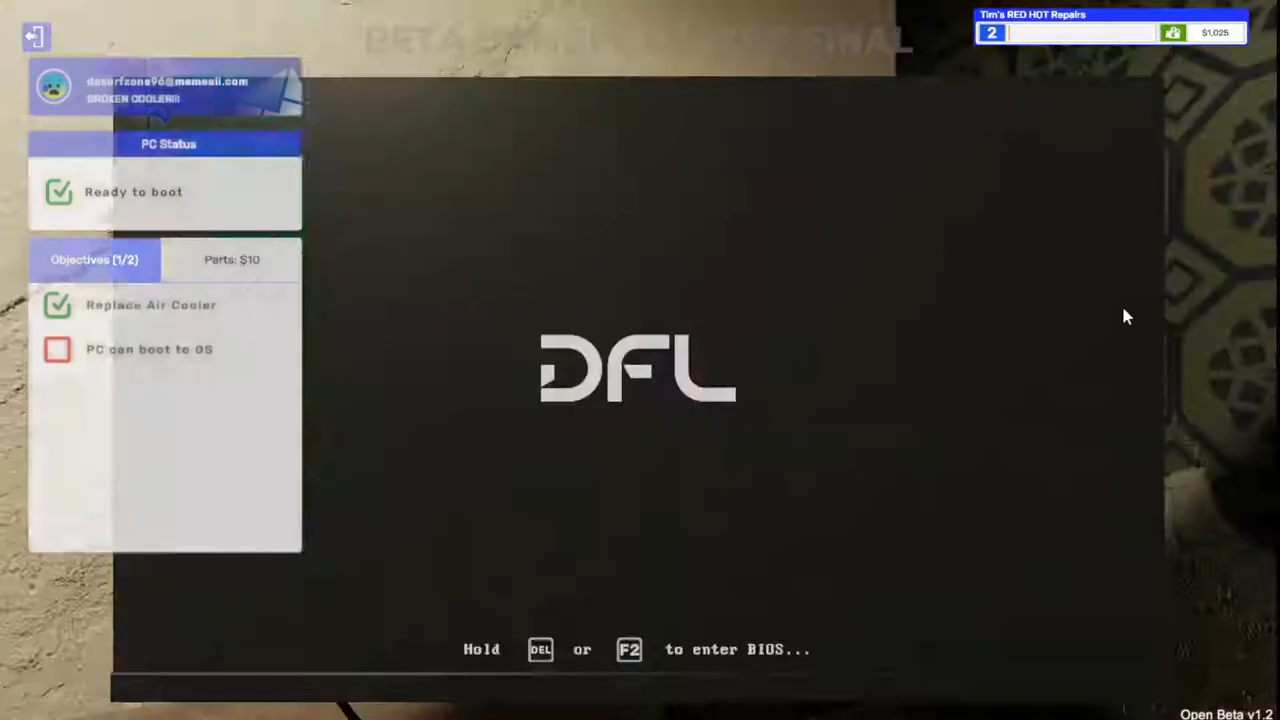 Tim's RED HOT Repairs
2
$1,025
dasurfzone96@memeail.com
BROKEN COOLER!!!
PC Status
Ready to boot
Objectives (1/2)
Parts: $10
Replace Air Cooler
PC can boot to OS
DFL
Hold DEL or F2 to enter BIOS...
Open Beta v1.2